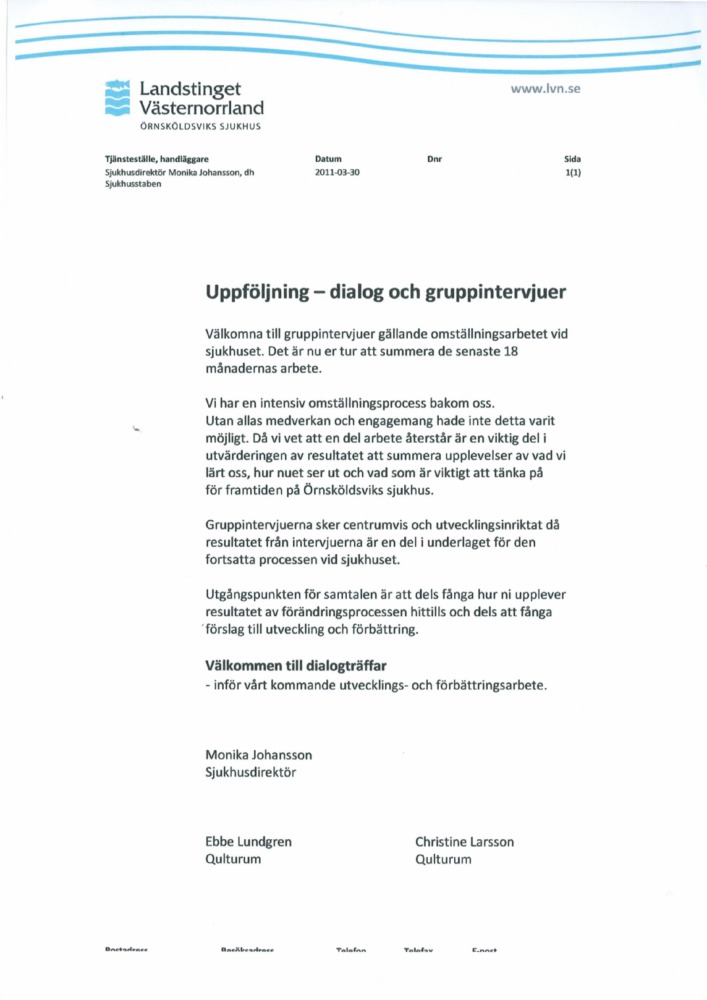 Landstinget
Västernorrland
ÖRNSKÖLDSVIKS SJUKHUS
www.lvn.se
Tjänsteställe, handläggare Datum Dnr Sida
Sjukhusdirektör Monika Johansson, dh 2011-03-30 1(1)
Sjukhusstaben
Uppföljning – dialog och gruppintervjuer
Välkomna till gruppintervjuer gällande omställningsarbetet vid
sjukhuset. Det är nu er tur att summera de senaste 18
månadernas arbete.
Vi har en intensiv omställningsprocess bakom oss.
Utan allas medverkan och engagemang hade inte detta varit
möjligt. Då vi vet att en del arbete återstår är en viktig del i
utvärderingen av resultatet att summera upplevelser av vad vi
lärt oss, hur nuet ser ut och vad som är viktigt att tänka på
för framtiden på Örnsköldsviks sjukhus.
Gruppintervjuerna sker centrumvis och utvecklingsinriktat då
resultatet från intervjuerna är en del i underlaget för den
fortsatta processen vid sjukhuset.
Utgångspunkten för samtalen är att dels fånga hur ni upplever
resultatet av förändringsprocessen hittills och dels att fånga
förslag till utveckling och förbättring.
Välkommen till dialogträffar
- inför vårt kommande utvecklings- och förbättringsarbete.
Monika Johansson
Sjukhusdirektör
Ebbe Lundgren Christine Larsson
Qulturum Qulturum
Postadress Besöksadress Telefon Telefax E-post